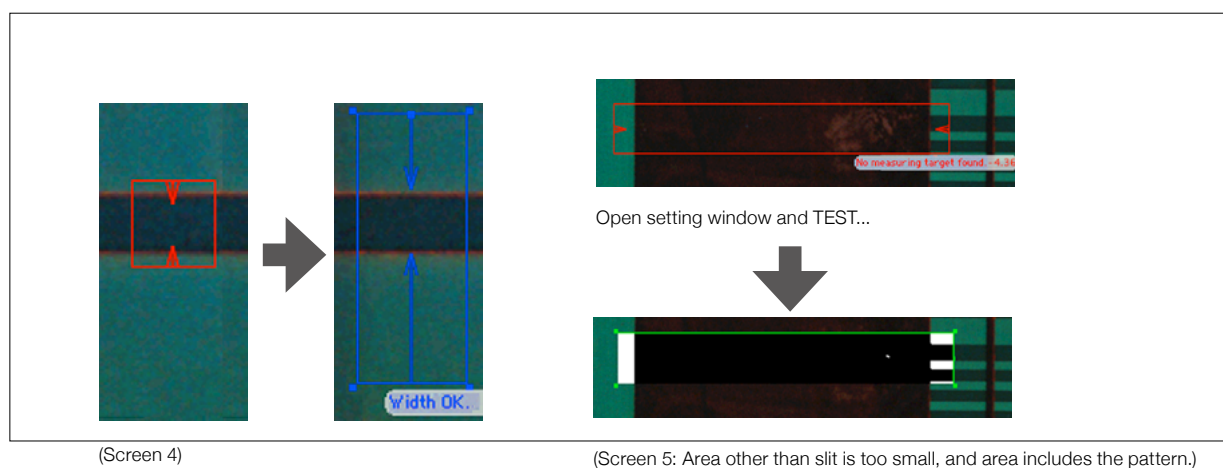 Width OK.
(Screen 4)
No measuring target found.-4.36
Open setting window and TEST...
(Screen 5: Area other than slit is too small, and area includes the pattern.)